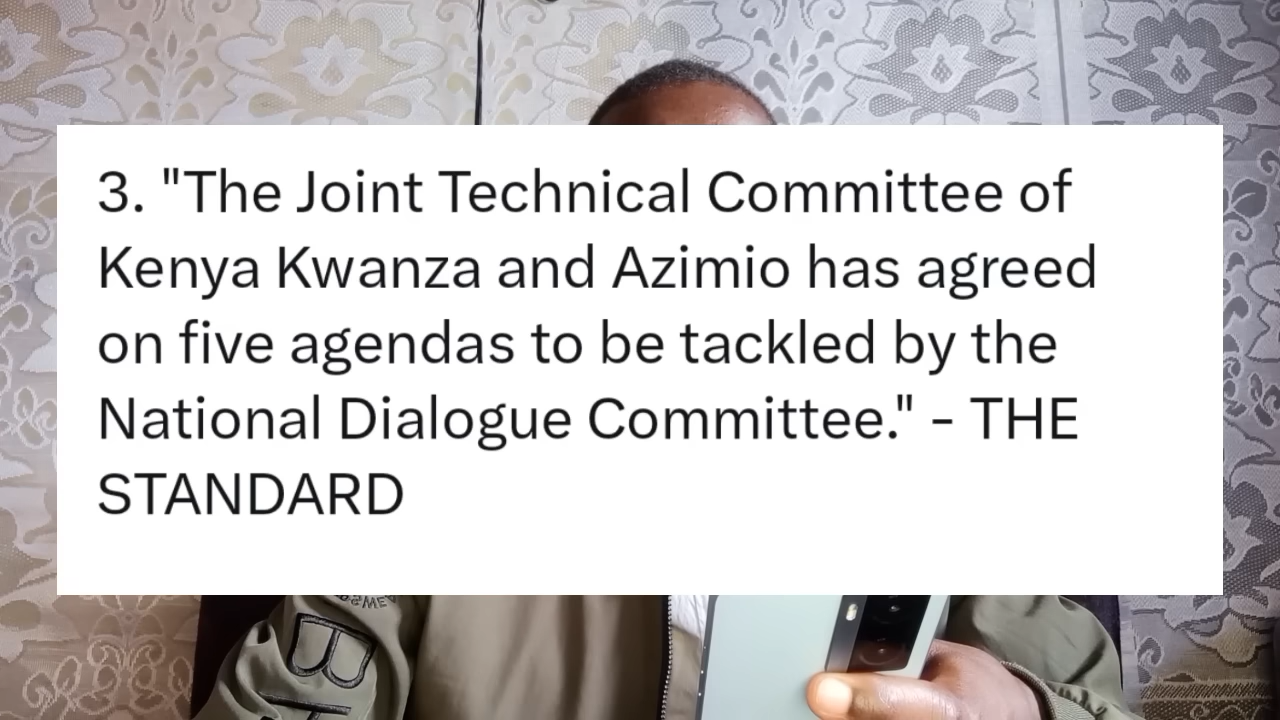 3. "The Joint Technical Committee of
Kenya Kwanza and Azimio has agreed
on five agendas to be tackled by the
National Dialogue Committee." - THE
STANDARD